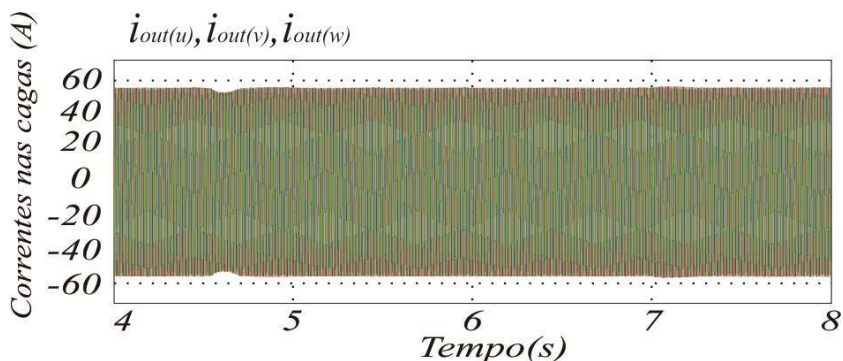 iout(u), iout(v), iout(w)
Correntes nas cagas (A)
60
40
20
0
-20
-40
-60
4 5 6 7 8
Tempo(s)